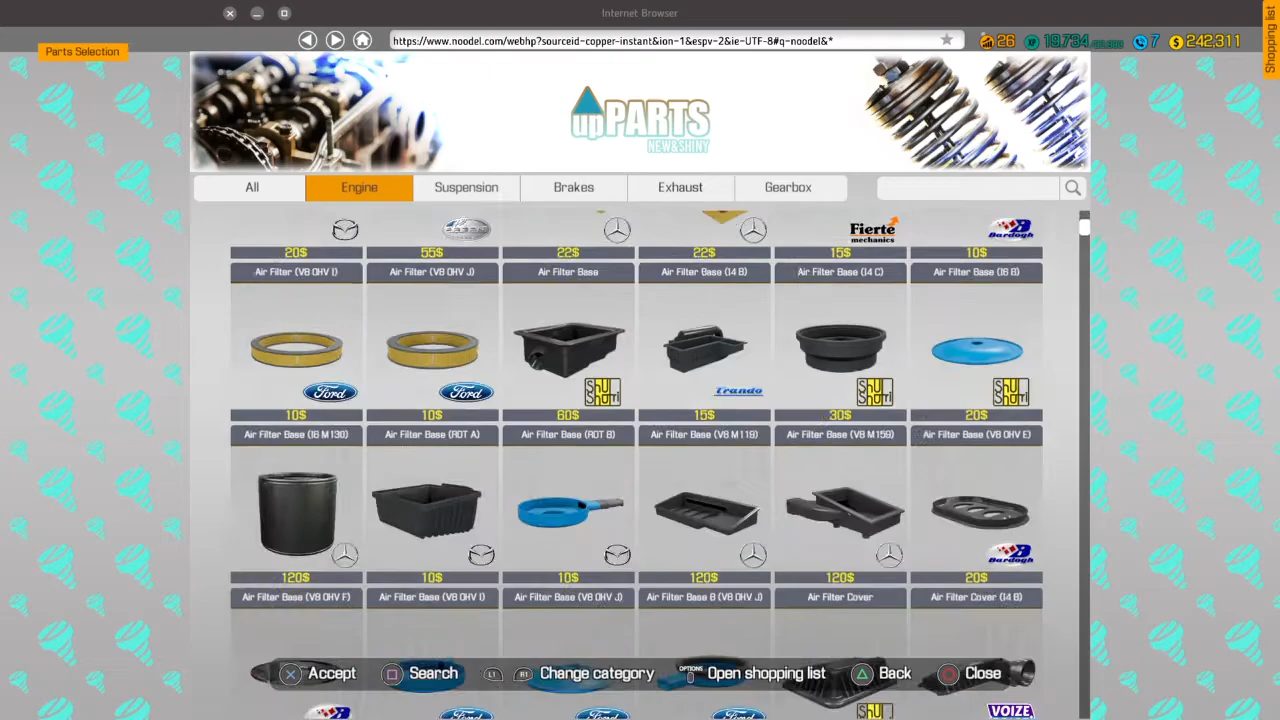 Internet Browser
Parts Selection
https://www.noodel.com/webhp?sourceid-copper-instant&ion-1&espv-2&ie-UTF-8#q-noodel&*
26
19,734
7
242,311
Shopping list
upPARTS
NEW&SHINY
All
Engine
Suspension
Brakes
Exhaust
Gearbox
Fierte
mechanics
Bardogh
20$
55$
22$
22$
15$
10$
Air Filter (V8 OHV I)
Air Filter (V8 OHV J)
Air Filter Base
Air Filter Base (I4 B)
Air Filter Base (I4 C)
Air Filter Base (I6 B)
Ford
Ford
Trando
10$
10$
60$
15$
30$
20$
Air Filter Base (I6 M130)
Air Filter Base (ROT A)
Air Filter Base (ROT B)
Air Filter Base (V8 M119)
Air Filter Base (V8 M159)
Air Filter Base (V8 OHV E)
Bardogh
120$
10$
10$
120$
120$
20$
Air Filter Base (V8 OHV F)
Air Filter Base (V8 OHV I)
Air Filter Base (V8 OHV J)
Air Filter Base B (V8 OHV J)
Air Filter Cover
Air Filter Cover (I4 B)
Accept
Search
L1
R1
Change category
OPTIONS
Open shopping list
Back
Close
VOIZE